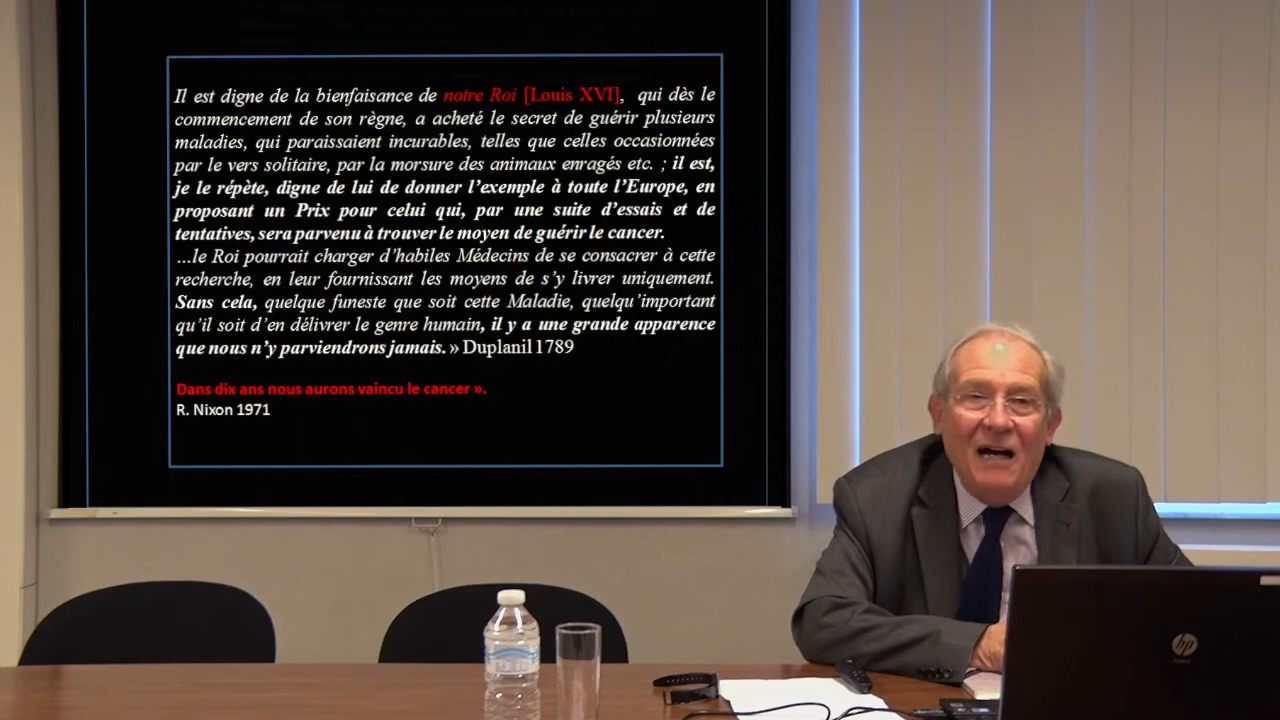 Il est digne de la bienfaisance de notre Roi [Louis XVI], qui dès le
commencement de son règne, a acheté le secret de guérir plusieurs
maladies, qui paraissaient incurables, telles que celles occasionnées
par le vers solitaire, par la morsure des animaux enragés etc. ; il est,
je le répète, digne de lui de donner l'exemple à toute l'Europe, en
proposant un Prix pour celui qui, par une suite d'essais et de
tentatives, sera parvenu à trouver le moyen de guérir le cancer.
...le Roi pourrait charger d'habiles Médecins de se consacrer à cette
recherche, en leur fournissant les moyens de s'y livrer uniquement.
Sans cela, quelque funeste que soit cette Maladie, quelqu'important
qu'il soit d'en délivrer le genre humain, il y a une grande apparence
que nous n'y parviendrons jamais. » Duplanil 1789
Dans dix ans nous aurons vaincu le cancer ».
R. Nixon 1971
hp